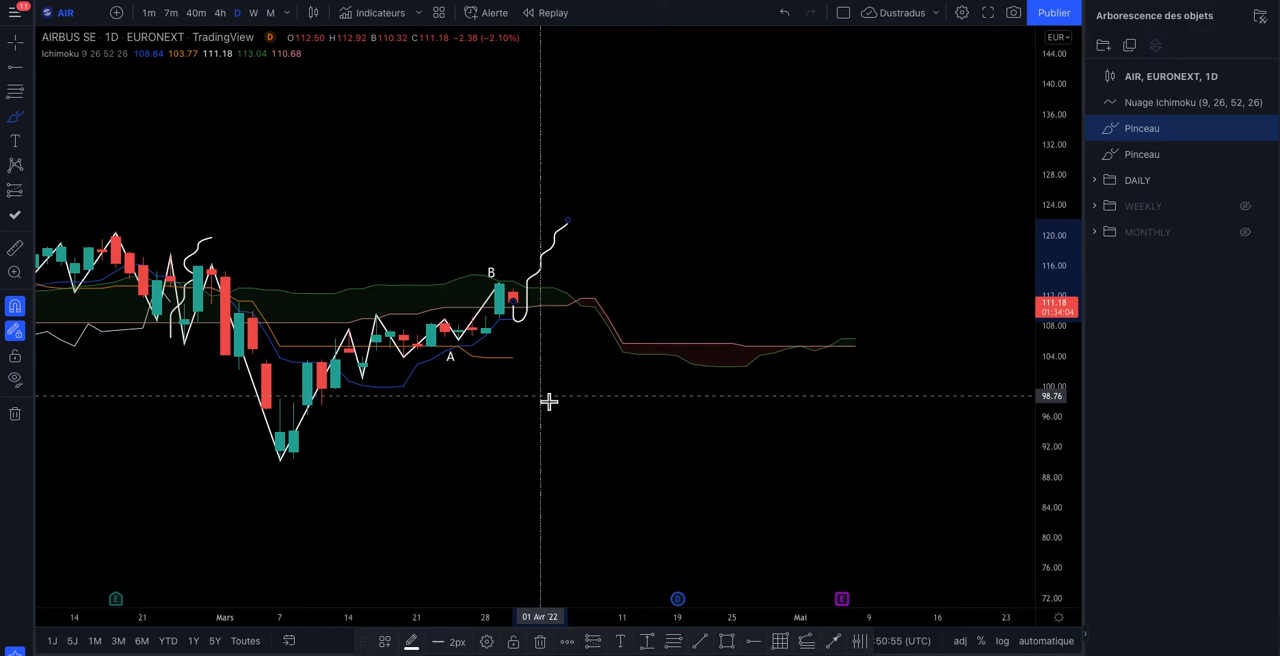 11
AIR
1m 7m 40m 4h D W M
Indicateurs
Alerte
Replay
Dustradus
Publier
Arborescence des objets
AIRBUS SE · 1D · EURONEXT · TradingView D O112.50 H112.92 B110.32 C111.18 −2.38 (−2.10%)
Ichimoku 9 26 52 26 108.84 103.77 111.18 113.04 110.68
EUR
144.00
140.00
136.00
132.00
128.00
124.00
120.00
116.00
112.00
111.18
01:34:04
108.00
104.00
100.00
98.76
96.00
92.00
88.00
84.00
80.00
76.00
72.00
AIR, EURONEXT, 1D
Nuage Ichimoku (9, 26, 52, 26)
Pinceau
Pinceau
DAILY
WEEKLY
MONTHLY
B
A
E
D
E
14 21 Mars 7 14 21 28 01 Avr '22 11 19 25 Mai 9 16 23
1J 5J 1M 3M 6M YTD 1Y 5Y Toutes
2px
:50:55 (UTC)
adj % log automatique